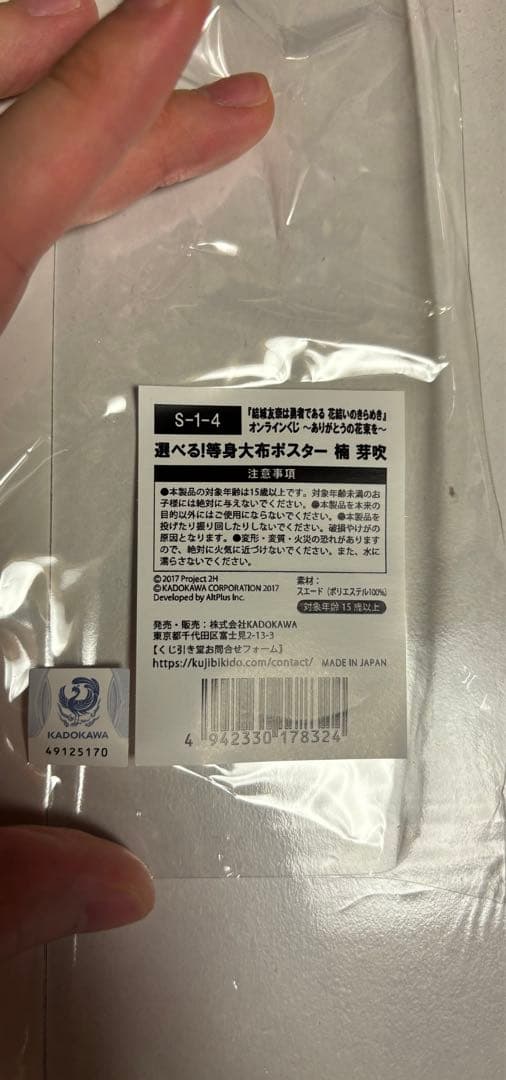 S-1-4
『結城友奈は勇者である 花結いのきらめき』
オンラインくじ ～ありがとうの花束を～
選べる!等身大布ポスター 楠 芽吹
注意事項
●本製品の対象年齢は15歳以上です。対象年齢未満のお
子様には絶対に与えないでください。●本製品を本来の
目的以外にはご使用にならないでください。●本製品を
投げたり振り回したりしないでください。破損やけがの
原因となります。●変形・変質・火災の恐れがあります
ので、絶対に火気に近づけないでください。また、水に
濡らさないでください。
©2017 Project 2H
©KADOKAWA CORPORATION 2017
Developed by AltPlus Inc.
素材：
スエード（ポリエステル100%）
対象年齢15歳以上
発売・販売：株式会社KADOKAWA
東京都千代田区富士見2-13-3
【くじ引き堂お問合せフォーム】
https://kujibikido.com/contact/ MADE IN JAPAN
4 942330 178324
KADOKAWA
49125170